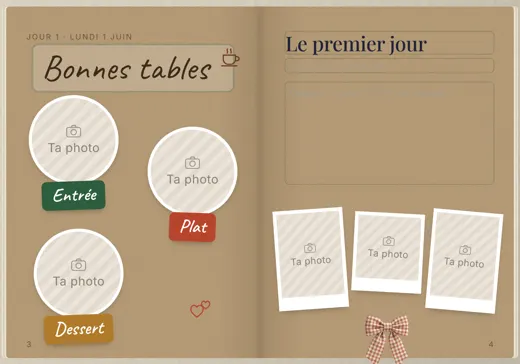 JOUR 1 · LUNDI 1 JUIN
Bonnes tables
Ta photo
Entrée
Ta photo
Plat
Ta photo
Dessert
3
Le premier jour
Ta photo
Ta photo
Ta photo
4